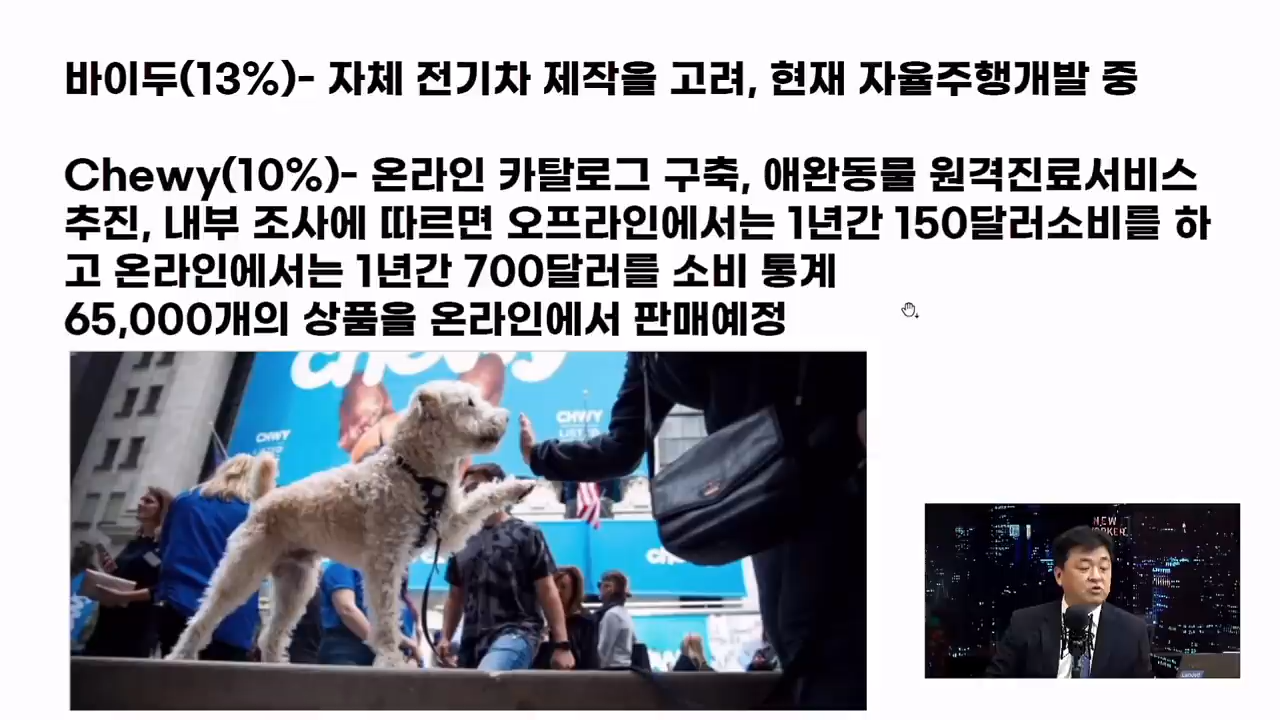 바이두(13%)- 자체 전기차 제작을 고려, 현재 자율주행개발 중
Chewy(10%)- 온라인 카탈로그 구축, 애완동물 원격진료서비스
추진, 내부 조사에 따르면 오프라인에서는 1년간 150달러소비를 하
고 온라인에서는 1년간 700달러를 소비 통계
65,000개의 상품을 온라인에서 판매예정
chewy
CHWY
CHWY
NEW
Lenovo